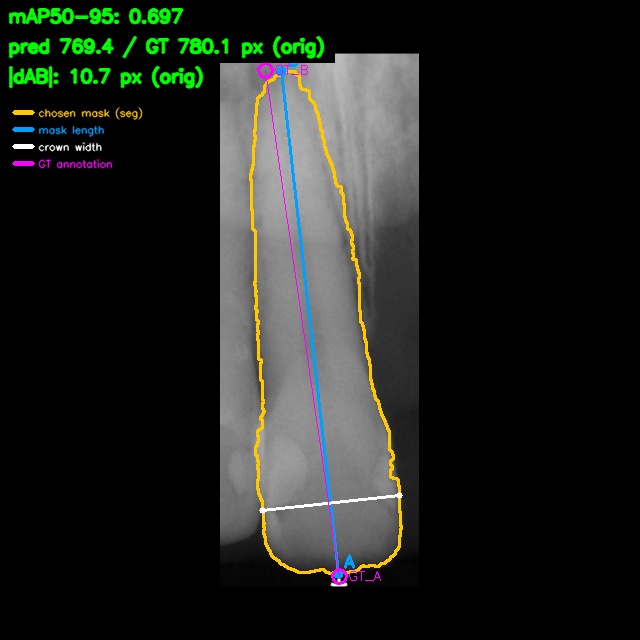 mAP50-95: 0.697
pred 769.4 / GT 780.1 px (orig)
|dAB|: 10.7 px (orig)
chosen mask (seg)
mask length
crown width
GT annotation
GT_B
A
GT_A